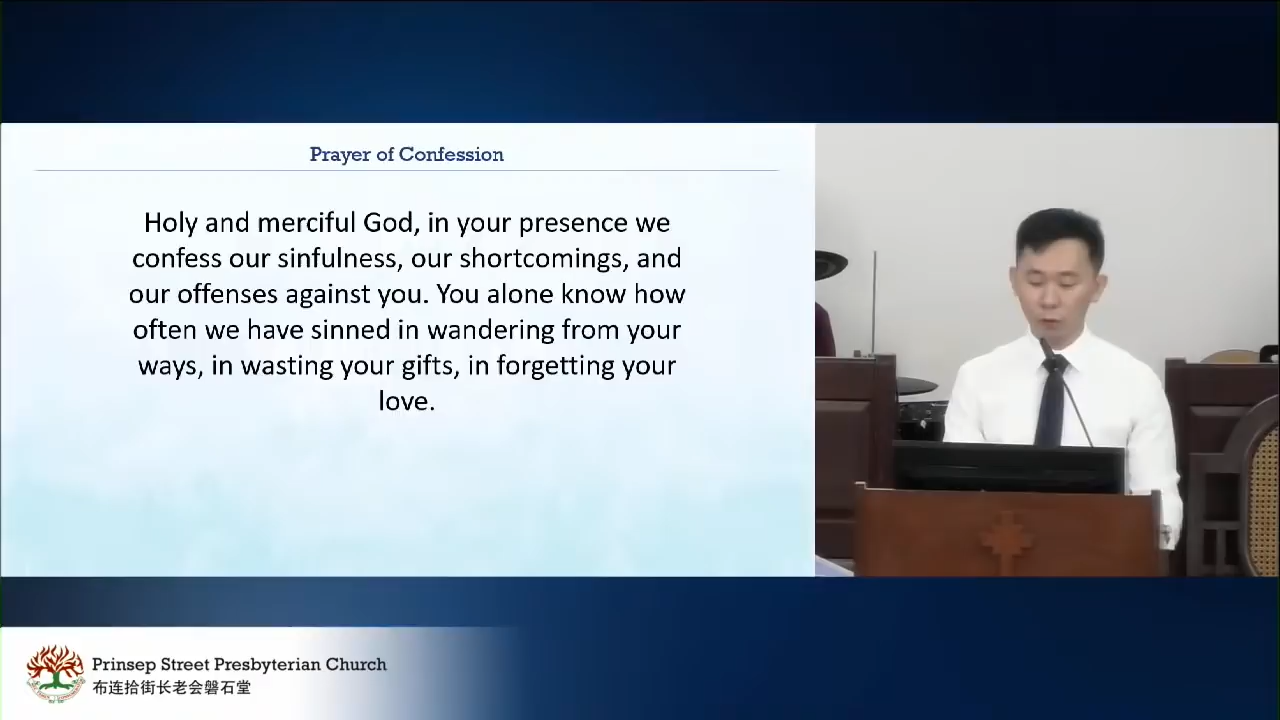 Prayer of Confession
Holy and merciful God, in your presence we
confess our sinfulness, our shortcomings, and
our offenses against you. You alone know how
often we have sinned in wandering from your
ways, in wasting your gifts, in forgetting your
love.
Prinsep Street Presbyterian Church
布连拾街长老会磐石堂